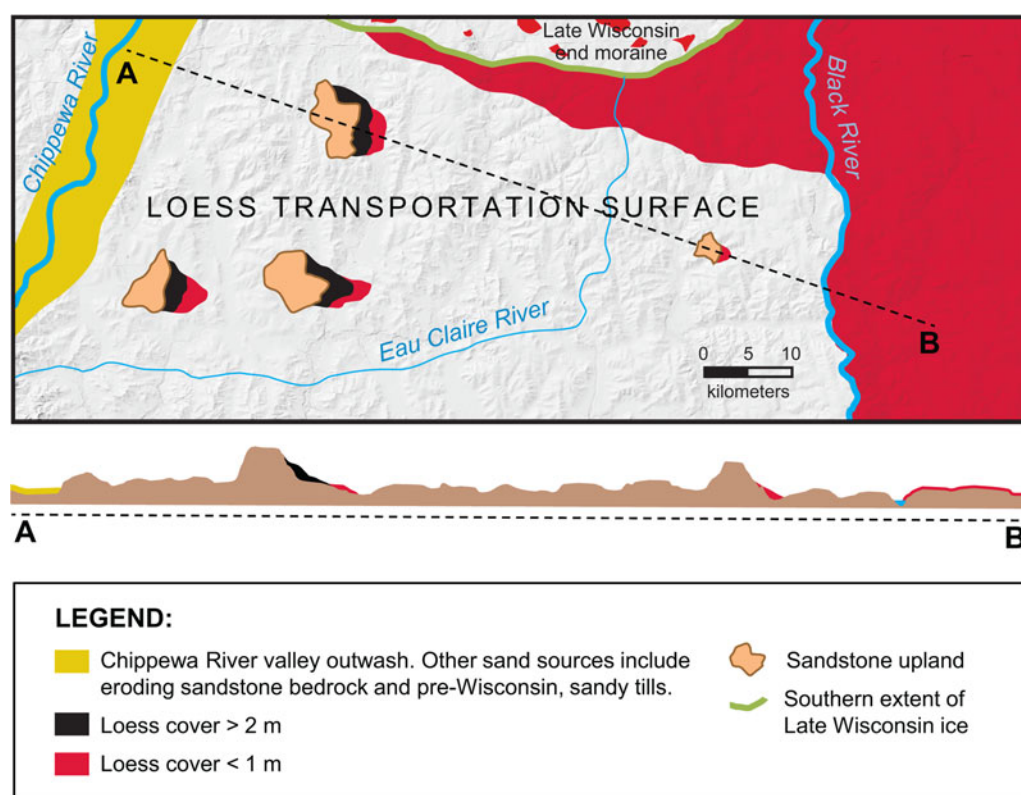 Late Wisconsin
end moraine
Chippewa River
A
Black River
LOESS TRANSPORTATION SURFACE
Eau Claire River
B
0 5 10
kilometers
A
B
LEGEND:
Chippewa River valley outwash. Other sand sources include
eroding sandstone bedrock and pre-Wisconsin, sandy tills.
Loess cover > 2 m
Loess cover < 1 m
Sandstone upland
Southern extent of
Late Wisconsin ice